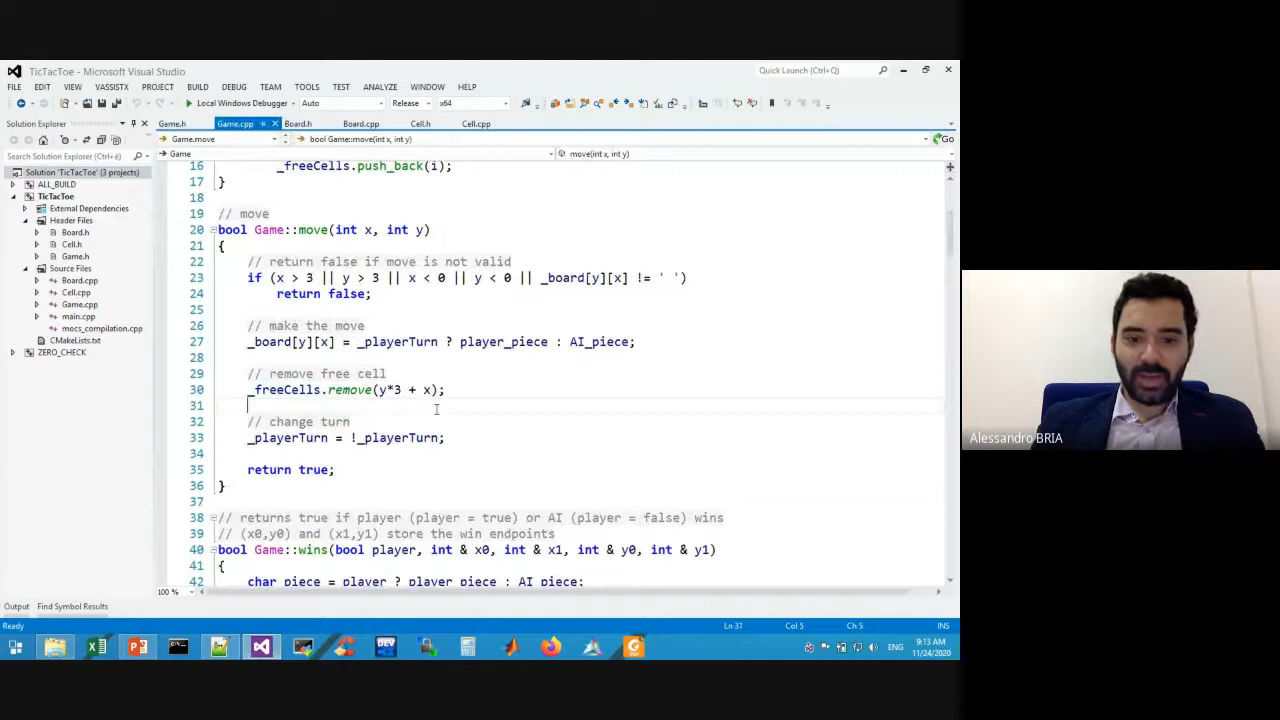 TicTacToe - Microsoft Visual Studio
Quick Launch (Ctrl+Q)
FILE EDIT VIEW VASSISTX PROJECT BUILD DEBUG TEAM TOOLS TEST ANALYZE WINDOW HELP
Local Windows Debugger Auto Release x64
Solution Explorer
Game.h Game.cpp Board.h Board.cpp Cell.h Cell.cpp
Game.move
bool Game::move(int x, int y)
Go
Search Solution Explorer (Ctrl+è)
Game
move(int x, int y)
Solution 'TicTacToe' (3 projects)
ALL_BUILD
TicTacToe
External Dependencies
Header Files
Board.h
Cell.h
Game.h
Source Files
Board.cpp
Cell.cpp
Game.cpp
main.cpp
mocs_compilation.cpp
CMakeLists.txt
ZERO_CHECK
16 _freeCells.push_back(i);
17 }
18
19 // move
20 bool Game::move(int x, int y)
21 {
22 // return false if move is not valid
23 if (x > 3 || y > 3 || x < 0 || y < 0 || _board[y][x] != ' ')
24 return false;
25
26 // make the move
27 _board[y][x] = _playerTurn ? player_piece : AI_piece;
28
29 // remove free cell
30 _freeCells.remove(y*3 + x);
31
32 // change turn
33 _playerTurn = !_playerTurn;
34
35 return true;
36 }
37
38 // returns true if player (player = true) or AI (player = false) wins
39 // (x0,y0) and (x1,y1) store the win endpoints
40 bool Game::wins(bool player, int & x0, int & x1, int & y0, int & y1)
41 {
42 char piece = player ? player_piece : AI_piece;
100 %
Output Find Symbol Results
Ready
Ln 31 Col 5 Ch 5 INS
DEV
PDF
ENG
9:13 AM
11/24/2020
Alessandro BRIA